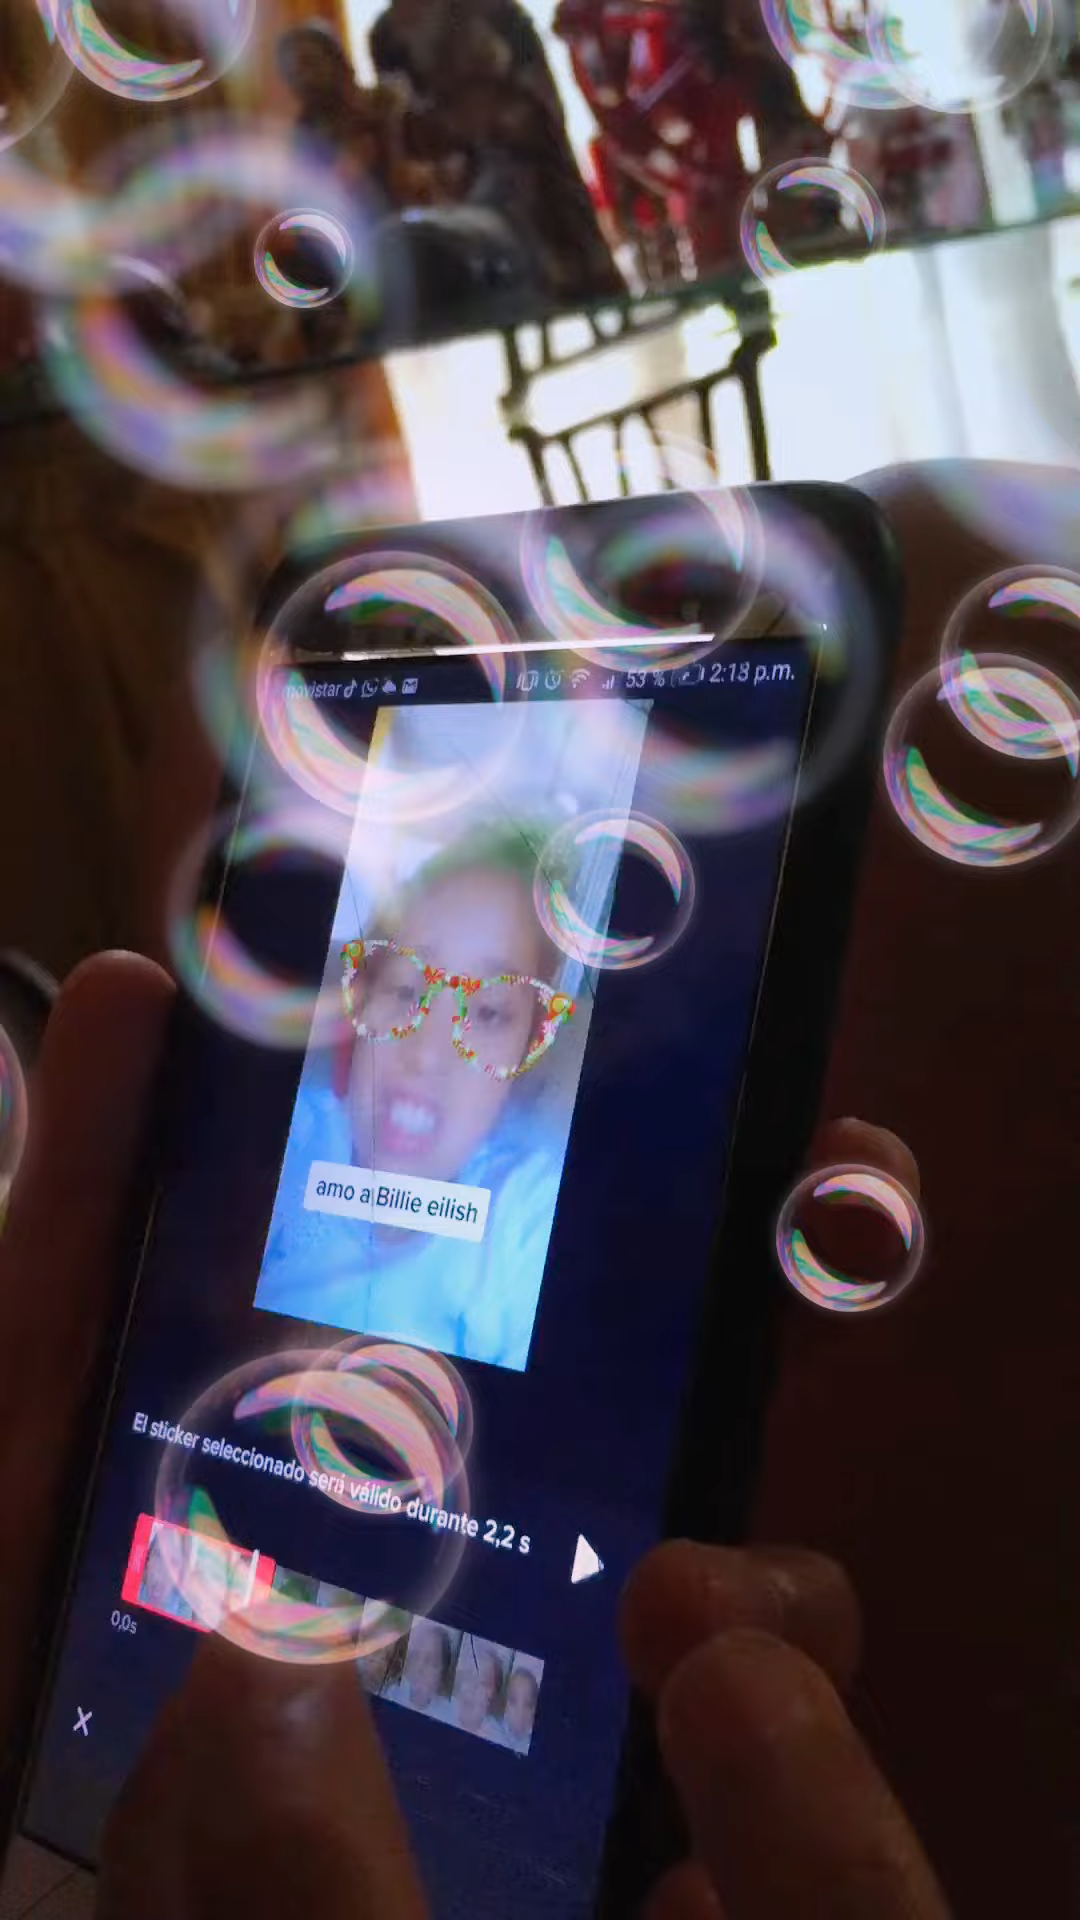 movistar 53 % 2:18 p.m.
amo a Billie eilish
El sticker seleccionado será válido durante 2,2 s
0,0s